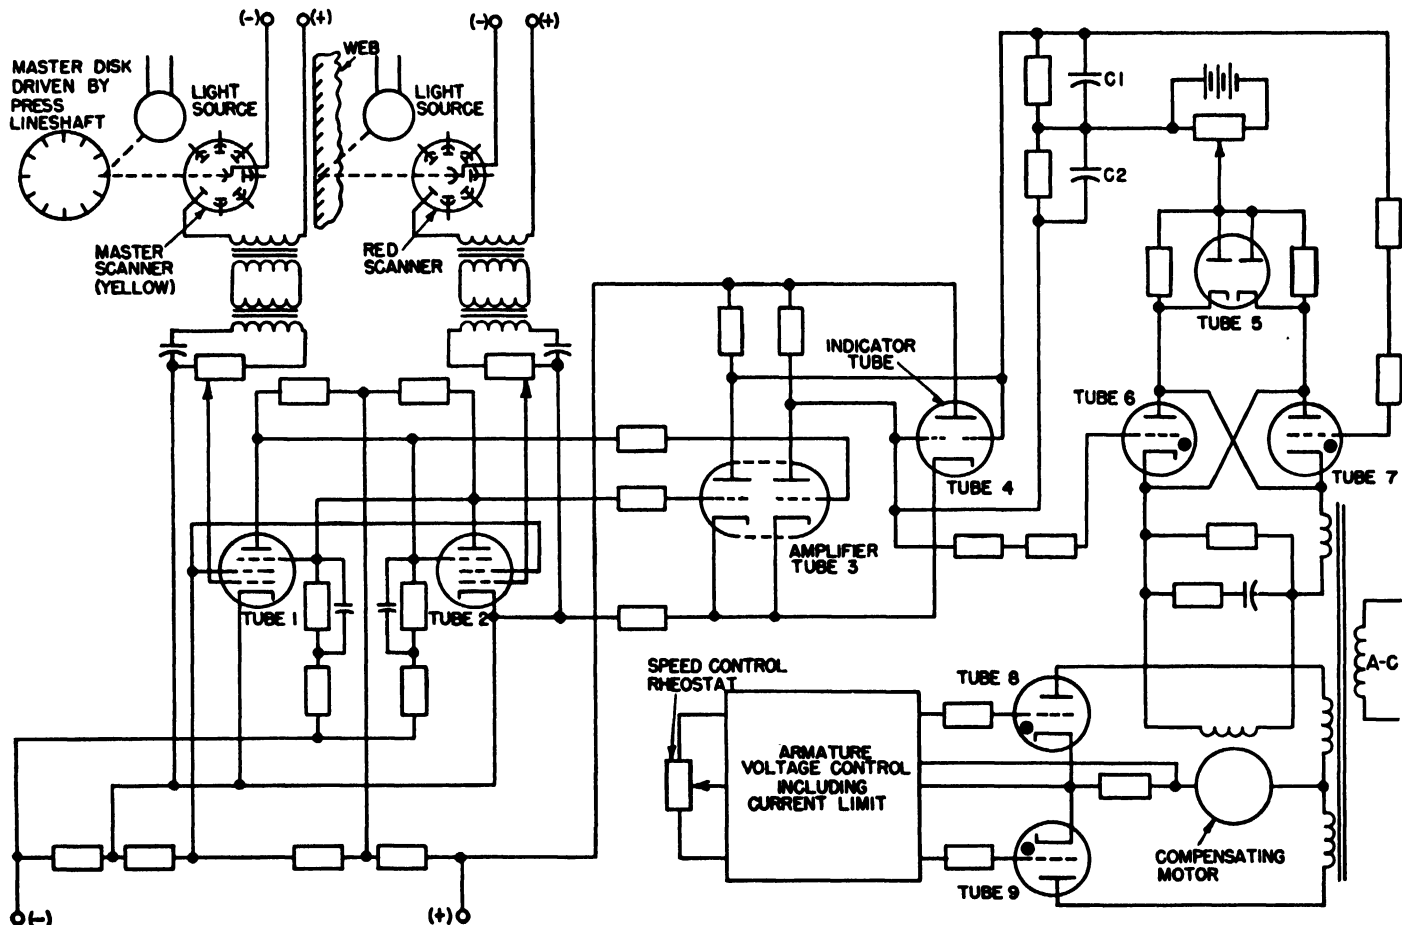 (-) (+)
(-) (+)
WEB
MASTER DISK
DRIVEN BY
PRESS
LINESHAFT
LIGHT
SOURCE
LIGHT
SOURCE
C1
C2
MASTER
SCANNER
(YELLOW)
RED
SCANNER
TUBE 5
INDICATOR
TUBE
TUBE 6
TUBE 7
TUBE 4
AMPLIFIER
TUBE 3
TUBE 1
TUBE 2
SPEED CONTROL
RHEOSTAT
TUBE 8
A-C
ARMATURE
VOLTAGE CONTROL
INCLUDING
CURRENT LIMIT
COMPENSATING
MOTOR
TUBE 9
(-)
(+)